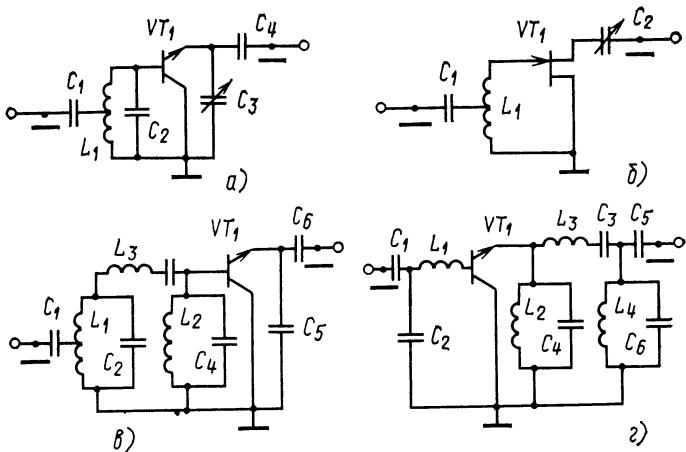 VT₁
C₄
C₁
C₂
C₃
L₁
а)
VT₁
C₂
C₁
L₁
б)
VT₁
C₆
L₃
C₁
L₁
L₂
C₂
C₄
C₅
в)
VT₁
L₃
C₃
C₅
C₁
L₁
L₂
L₄
C₂
C₄
C₆
г)